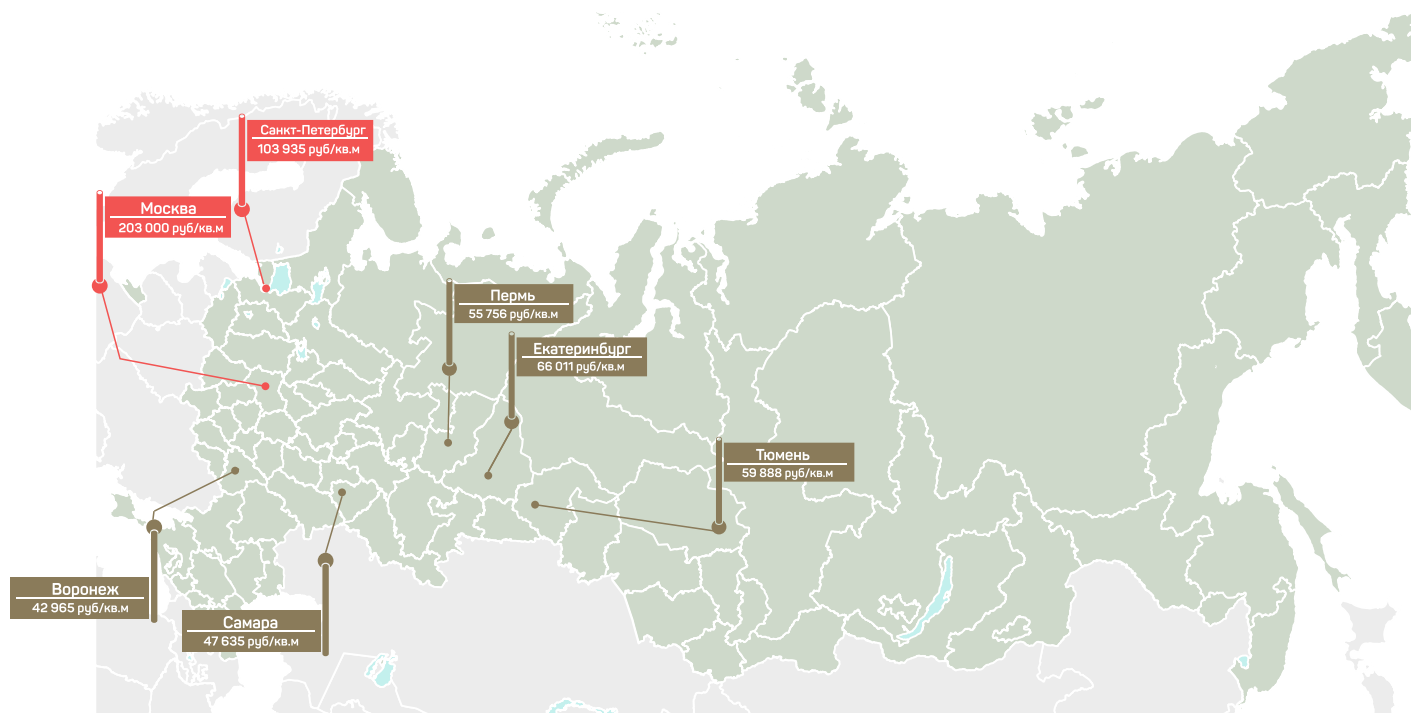 Санкт-Петербург
103 935 руб/кв.м
Москва
203 000 руб/кв.м
Пермь
55 756 руб/кв.м
Екатеринбург
66 011 руб/кв.м
Тюмень
59 888 руб/кв.м
Воронеж
42 965 руб/кв.м
Самара
47 635 руб/кв.м